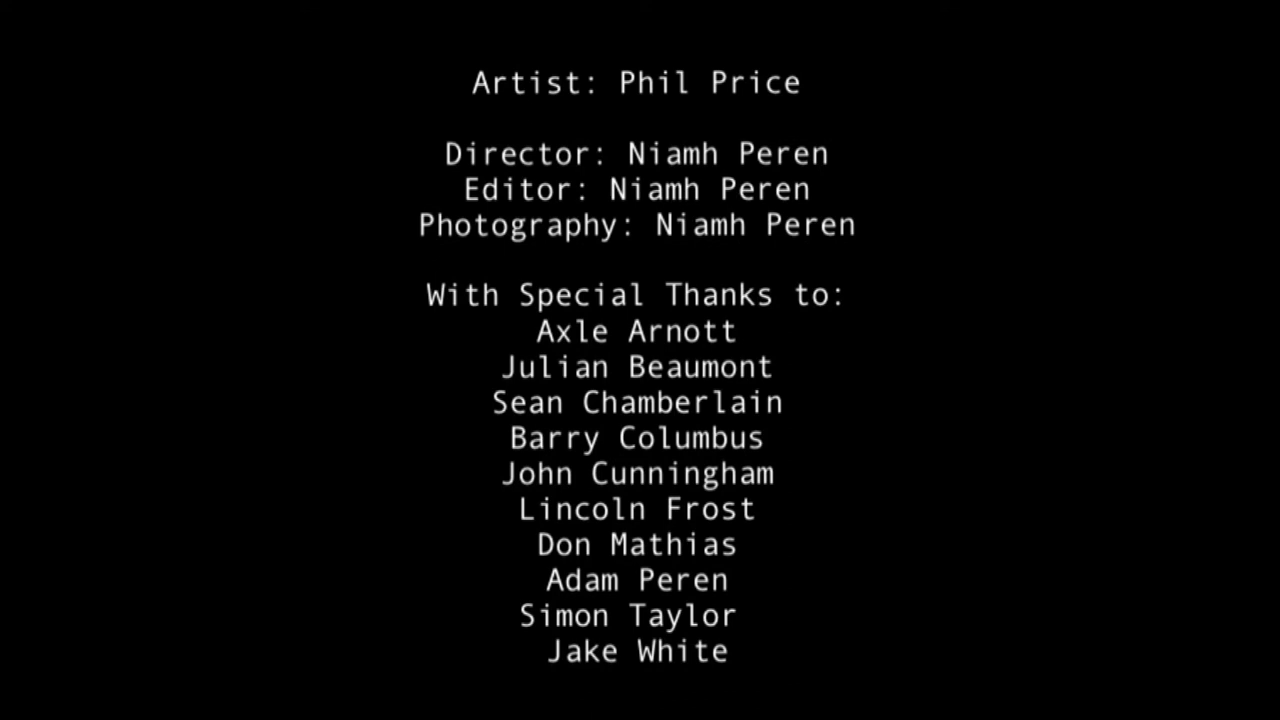 Artist: Phil Price
Director: Niamh Peren
Editor: Niamh Peren
Photography: Niamh Peren
With Special Thanks to:
Axle Arnott
Julian Beaumont
Sean Chamberlain
Barry Columbus
John Cunningham
Lincoln Frost
Don Mathias
Adam Peren
Simon Taylor
Jake White